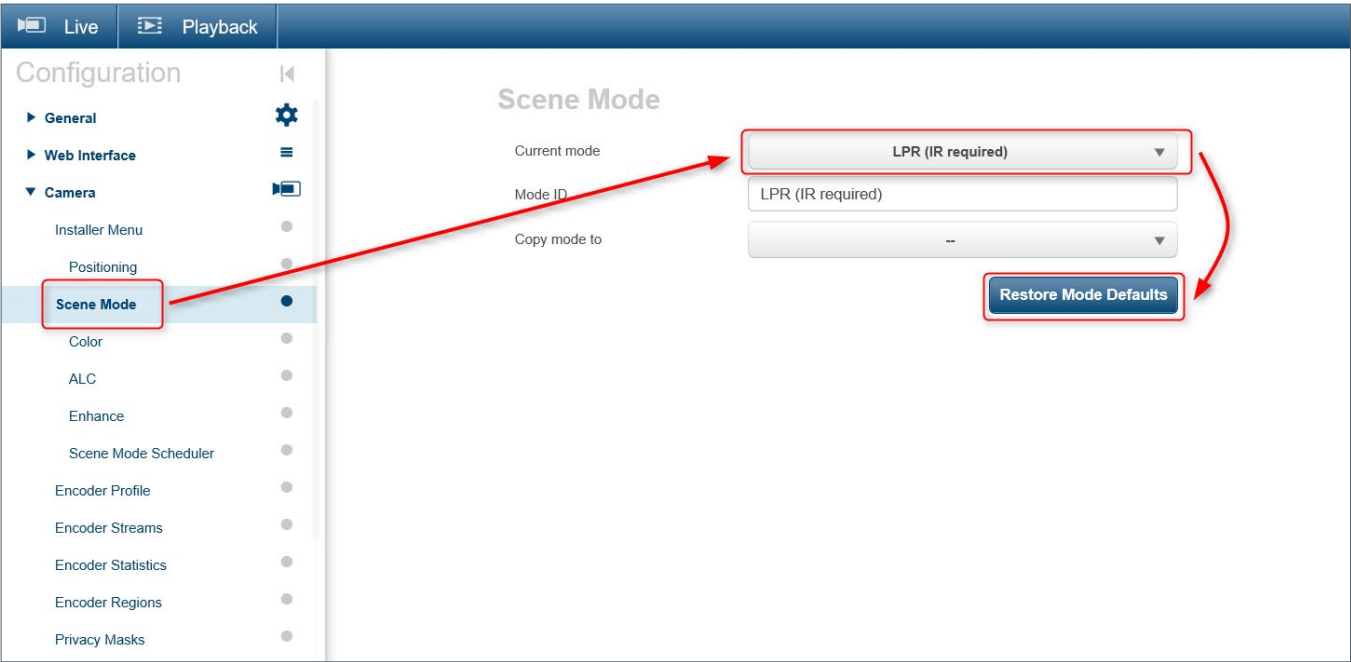 Live
Playback
Configuration
General
Web Interface
Camera
Installer Menu
Positioning
Scene Mode
Color
ALC
Enhance
Scene Mode Scheduler
Encoder Profile
Encoder Streams
Encoder Statistics
Encoder Regions
Privacy Masks
Scene Mode
Current mode
LPR (IR required)
Mode ID
LPR (IR required)
Copy mode to
--
Restore Mode Defaults